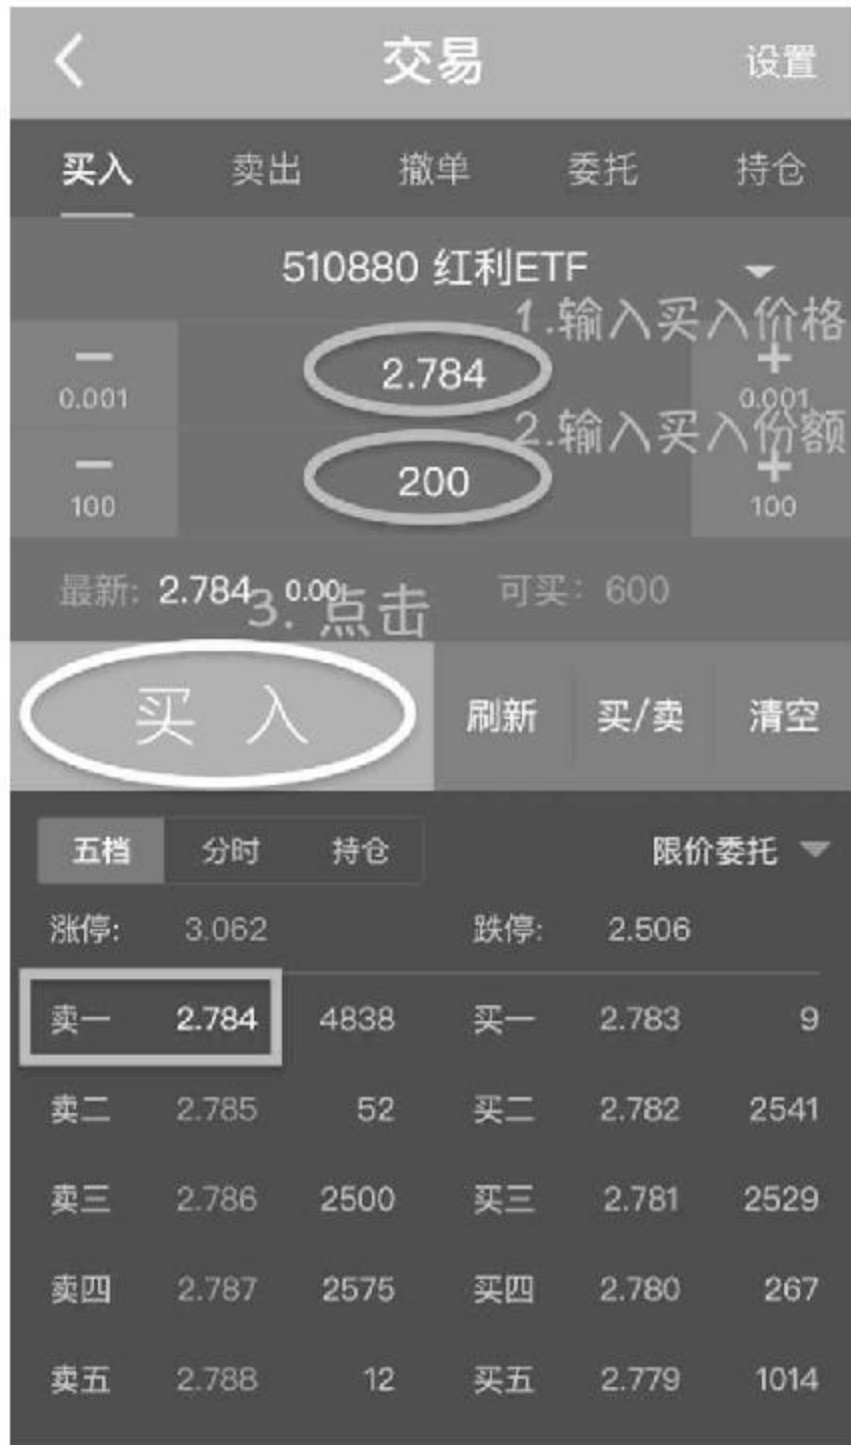 交易 设置
买入 卖出 撤单 委托 持仓
510880 红利ETF
1.输入买入价格
2.784
0.001 0.001
2.输入买入份额
200
100 100
最新: 2.784 0.00 可买: 600
3. 点击
买入 刷新 买/卖 清空
五档 分时 持仓 限价委托
涨停: 3.062 跌停: 2.506
卖一 2.784 4838 买一 2.783 9
卖二 2.785 52 买二 2.782 2541
卖三 2.786 2500 买三 2.781 2529
卖四 2.787 2575 买四 2.780 267
卖五 2.788 12 买五 2.779 1014